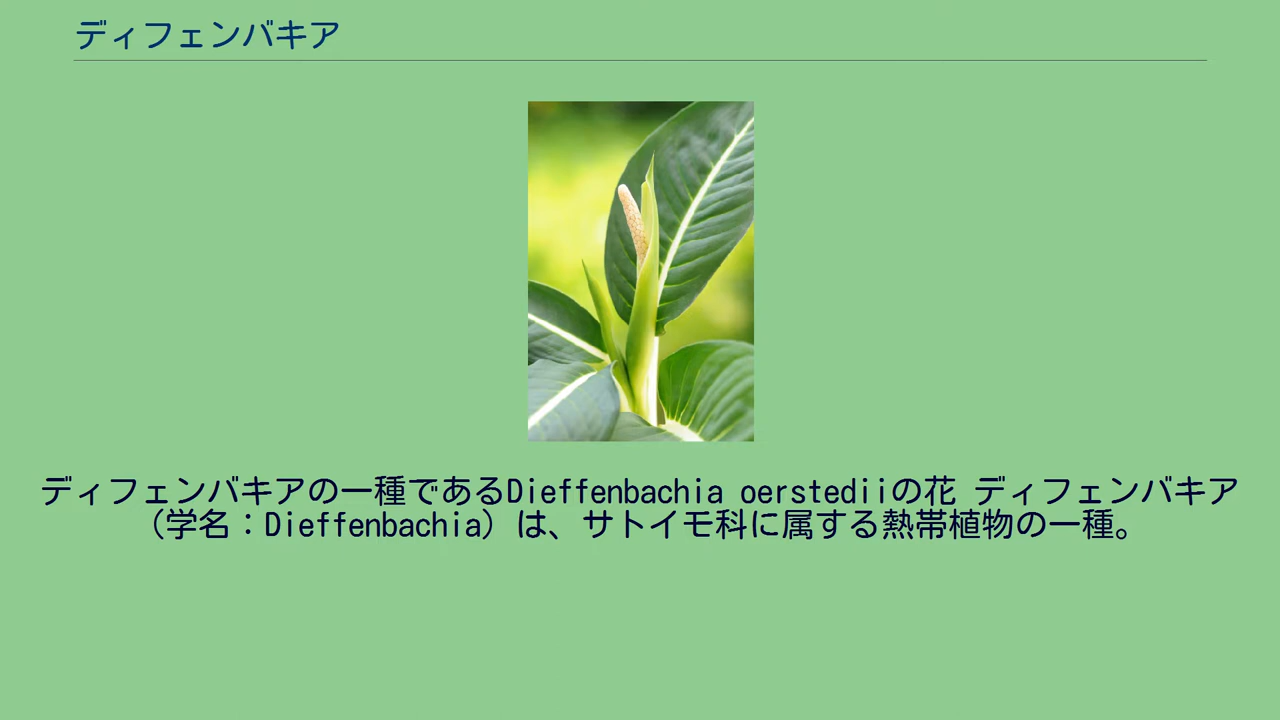 ディフェンバキア
ディフェンバキアの一種であるDieffenbachia oerstediiの花 ディフェンバキア
（学名：Dieffenbachia）は、サトイモ科に属する熱帯植物の一種。